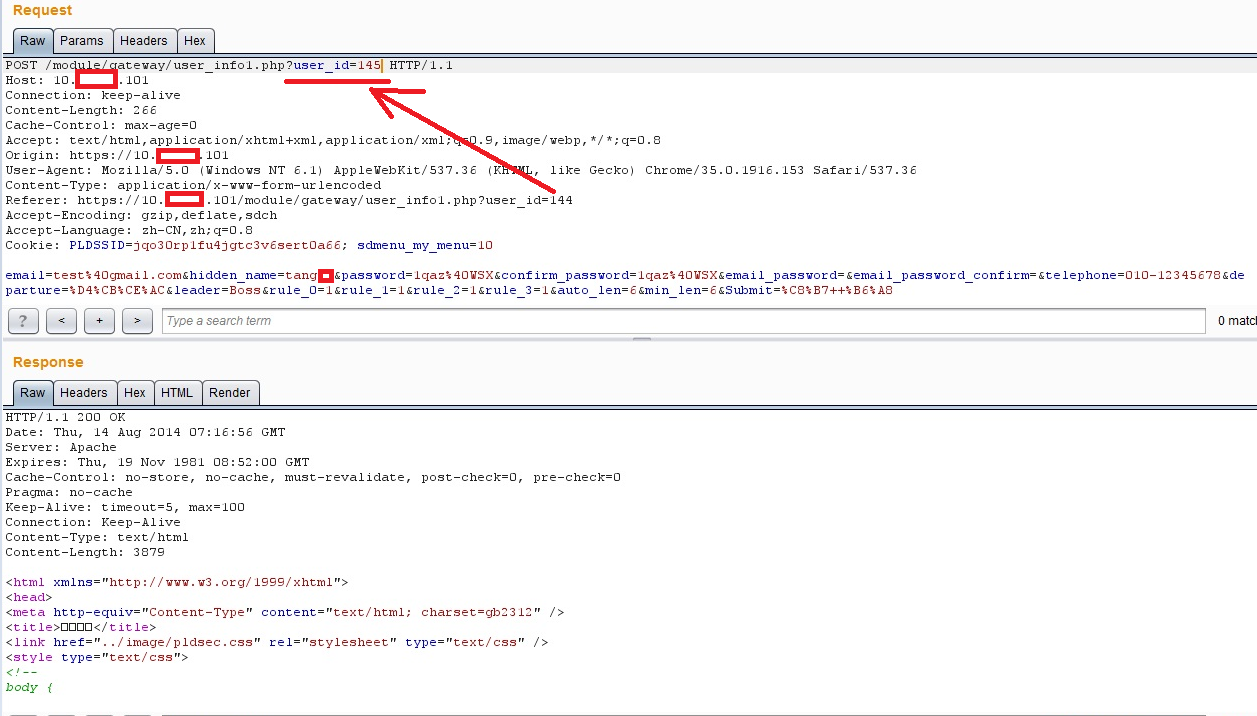 Request
Raw Params Headers Hex
POST /module/gateway/user_info1.php?user_id=145 HTTP/1.1
Host: 10. .101
Connection: keep-alive
Content-Length: 266
Cache-Control: max-age=0
Accept: text/html,application/xhtml+xml,application/xml;q=0.9,image/webp,*/*;q=0.8
Origin: https://10. .101
User-Agent: Mozilla/5.0 (Windows NT 6.1) AppleWebKit/537.36 (KHTML, like Gecko) Chrome/35.0.1916.153 Safari/537.36
Content-Type: application/x-www-form-urlencoded
Referer: https://10. .101/module/gateway/user_info1.php?user_id=144
Accept-Encoding: gzip,deflate,sdch
Accept-Language: zh-CN,zh;q=0.8
Cookie: PLDSSID=jqo30rp1fu4jgtc3v6sert0a66; sdmenu_my_menu=10
email=test%40gmail.com&hidden_name=tang &password=1qaz%40WSX&confirm_password=1qaz%40WSX&email_password=&email_password_confirm=&telephone=010-12345678&de
parture=%D4%CB%CE%AC&leader=Boss&rule_0=1&rule_1=1&rule_2=1&rule_3=1&auto_len=6&min_len=6&Submit=%C8%B7++%B6%A8
? < + > Type a search term 0 matc
Response
Raw Headers Hex HTML Render
HTTP/1.1 200 OK
Date: Thu, 14 Aug 2014 07:16:56 GMT
Server: Apache
Expires: Thu, 19 Nov 1981 08:52:00 GMT
Cache-Control: no-store, no-cache, must-revalidate, post-check=0, pre-check=0
Pragma: no-cache
Keep-Alive: timeout=5, max=100
Connection: Keep-Alive
Content-Type: text/html
Content-Length: 3879
<html xmlns="http://www.w3.org/1999/xhtml">
<head>
<meta http-equiv="Content-Type" content="text/html; charset=gb2312" />
<title>□□□□</title>
<link href="../image/pldsec.css" rel="stylesheet" type="text/css" />
<style type="text/css">
<!--
body {